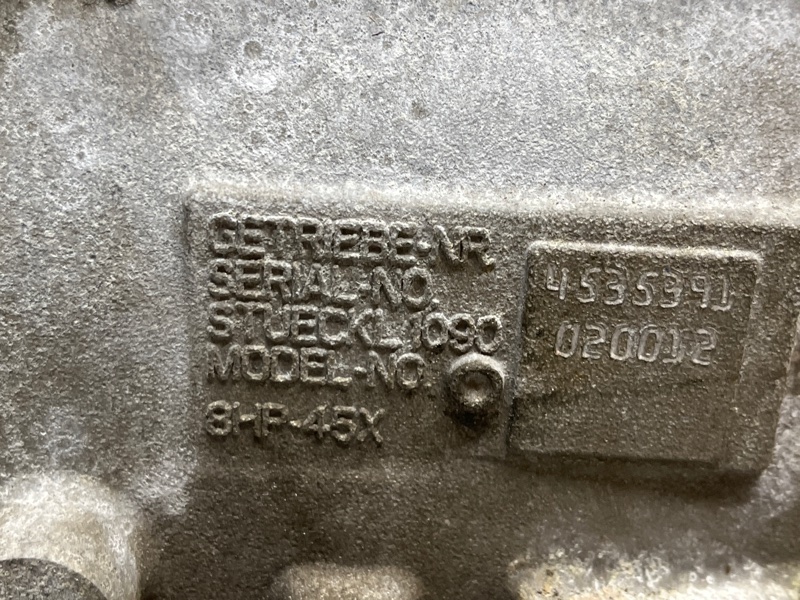 GETRIEBE-NR.
SERIAL-NO.
STUECKL.1090
MODEL-NO.
8HP-45X
4535391
020012